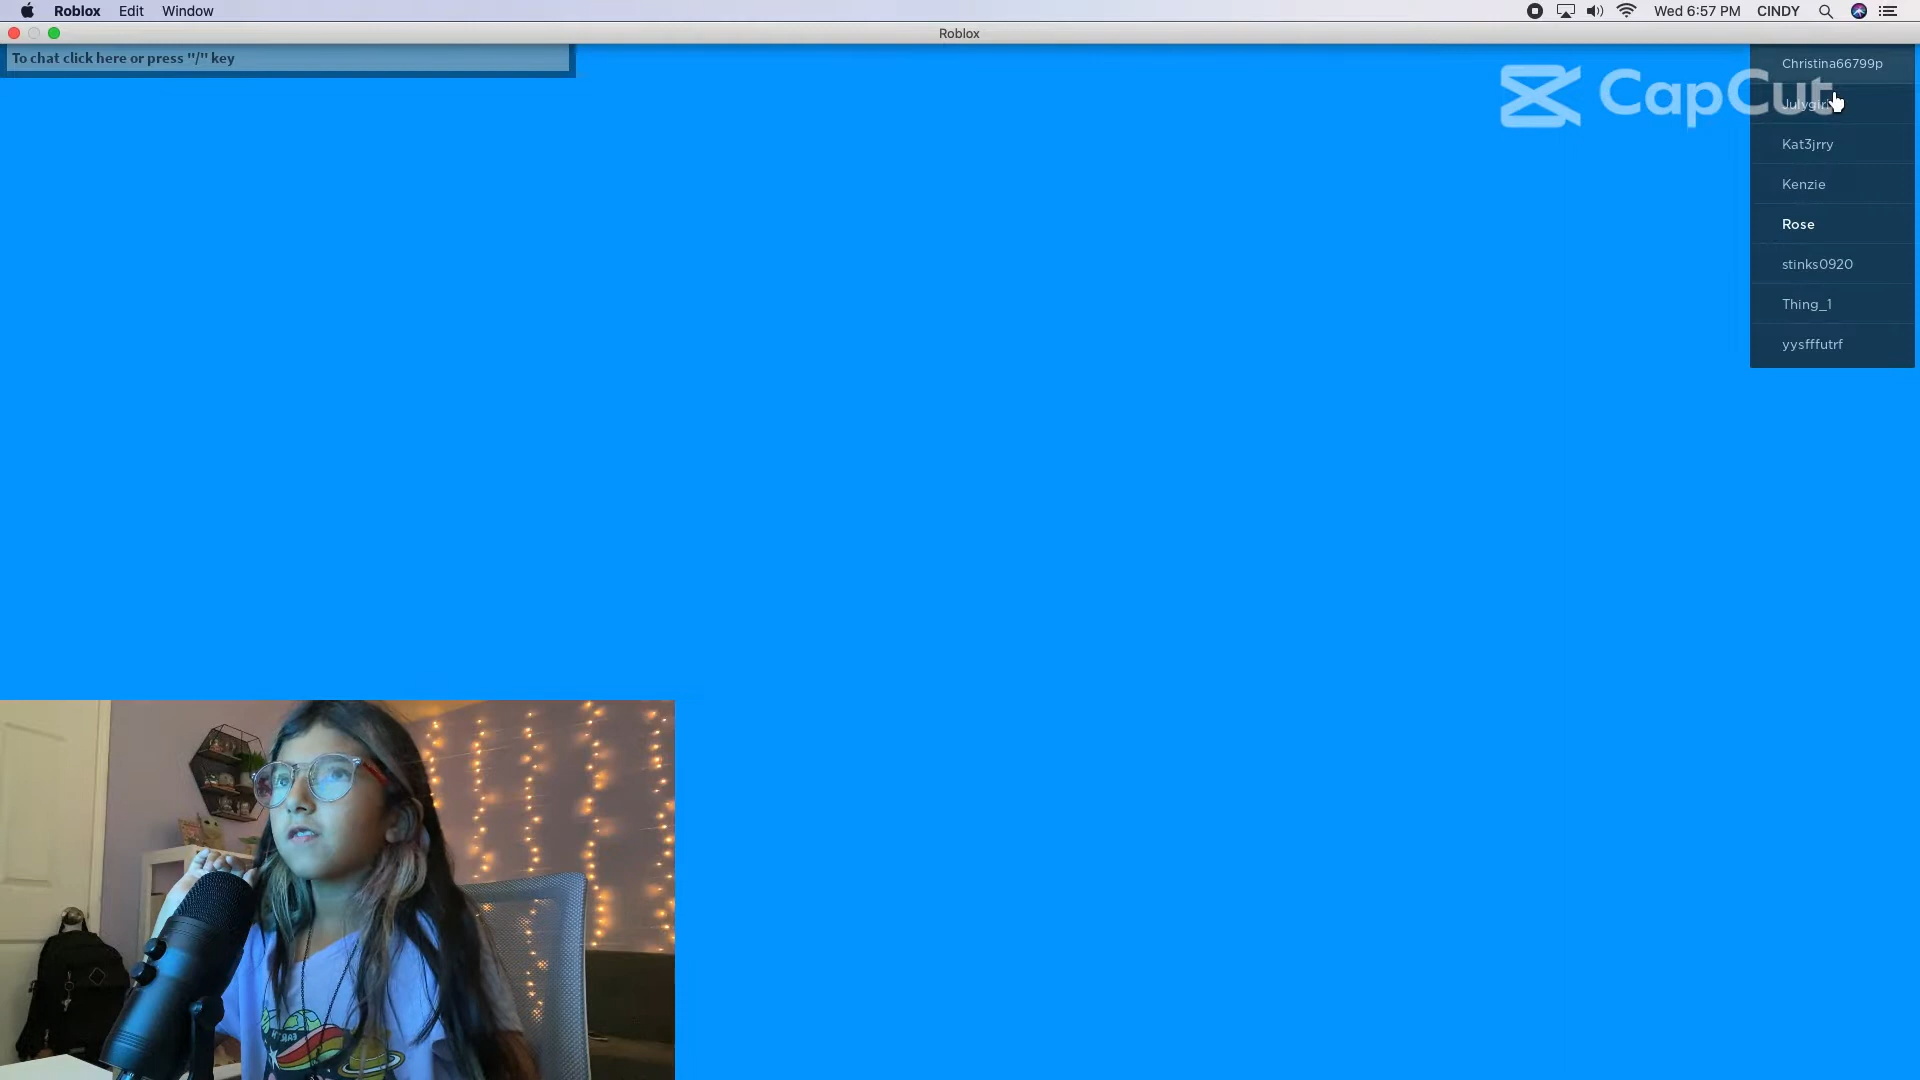 Roblox Edit Window
Wed 6:57 PM CINDY
Roblox
To chat click here or press "/" key
CapCut
Christina66799p
Kat3jrry
Kenzie
Rose
stinks0920
Thing_1
yysfffutrf